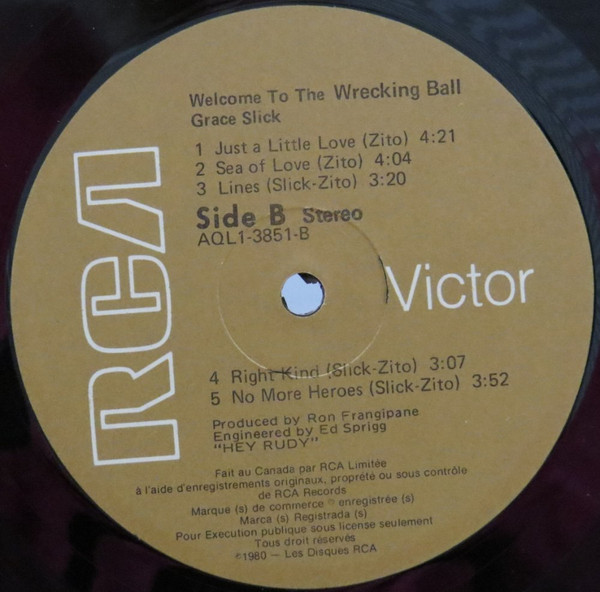 Welcome To The Wrecking Ball
Grace Slick
1 Just a Little Love (Zito) 4:21
2 Sea of Love (Zito) 4:04
3 Lines (Slick-Zito) 3:20
Side B Stereo
AQL1-3851-B
RCA
Victor
4 Right Kind (Slick-Zito) 3:07
5 No More Heroes (Slick-Zito) 3:52
Produced by Ron Frangipane
Engineered by Ed Sprigg
"HEY RUDY"
Fait au Canada par RCA Limitée
à l'aide d'enregistrements originaux, propriété ou sous contrôle
de RCA Records
Marque (s) de commerce ® enregistrée (s)
Marca (s) Registrada (s)
Pour Execution publique sous license seulement
Tous droit réservés
©1980 — Les Disques RCA